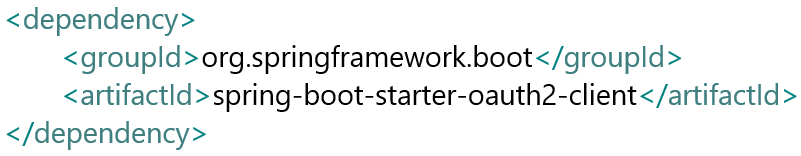 <dependency>
<groupId>org.springframework.boot</groupId>
<artifactId>spring-boot-starter-oauth2-client</artifactId>
</dependency>